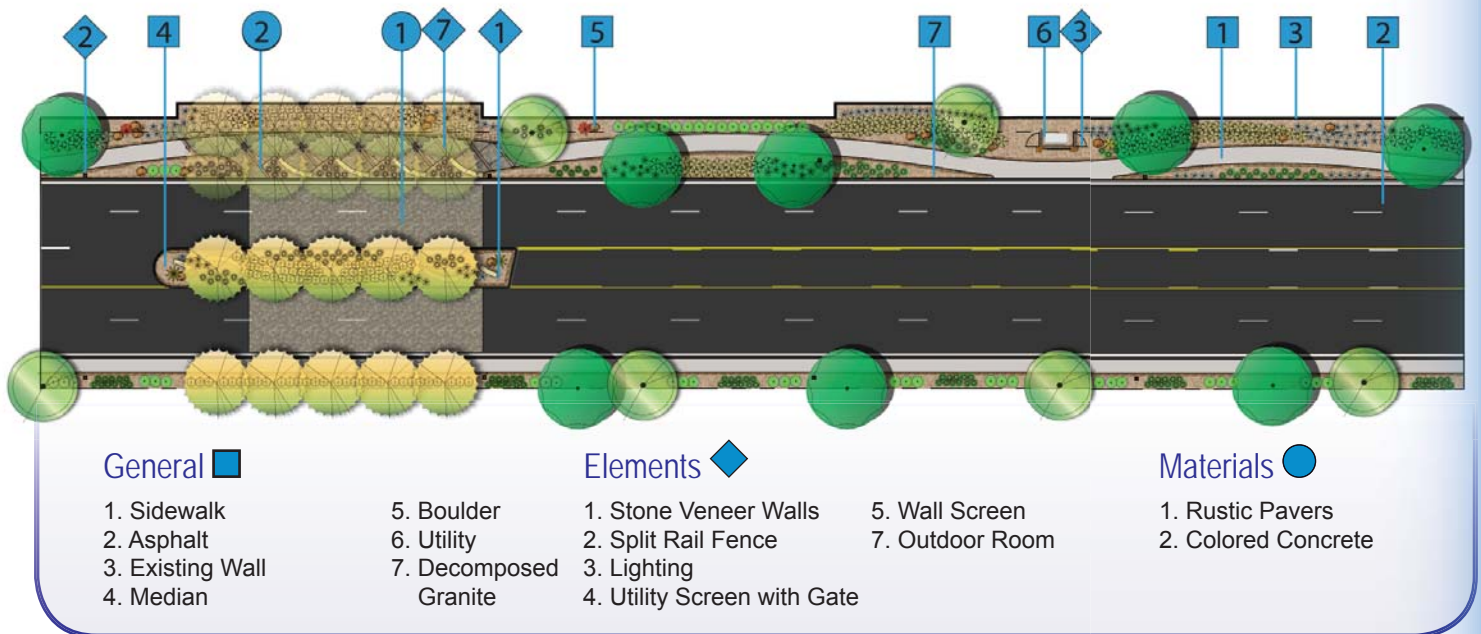 2 4 2 1 7 1 5 7 6 3 1 3 2
General
1. Sidewalk
2. Asphalt
3. Existing Wall
4. Median
5. Boulder
6. Utility
7. Decomposed
Granite
Elements
1. Stone Veneer Walls
2. Split Rail Fence
3. Lighting
4. Utility Screen with Gate
5. Wall Screen
7. Outdoor Room
Materials
1. Rustic Pavers
2. Colored Concrete